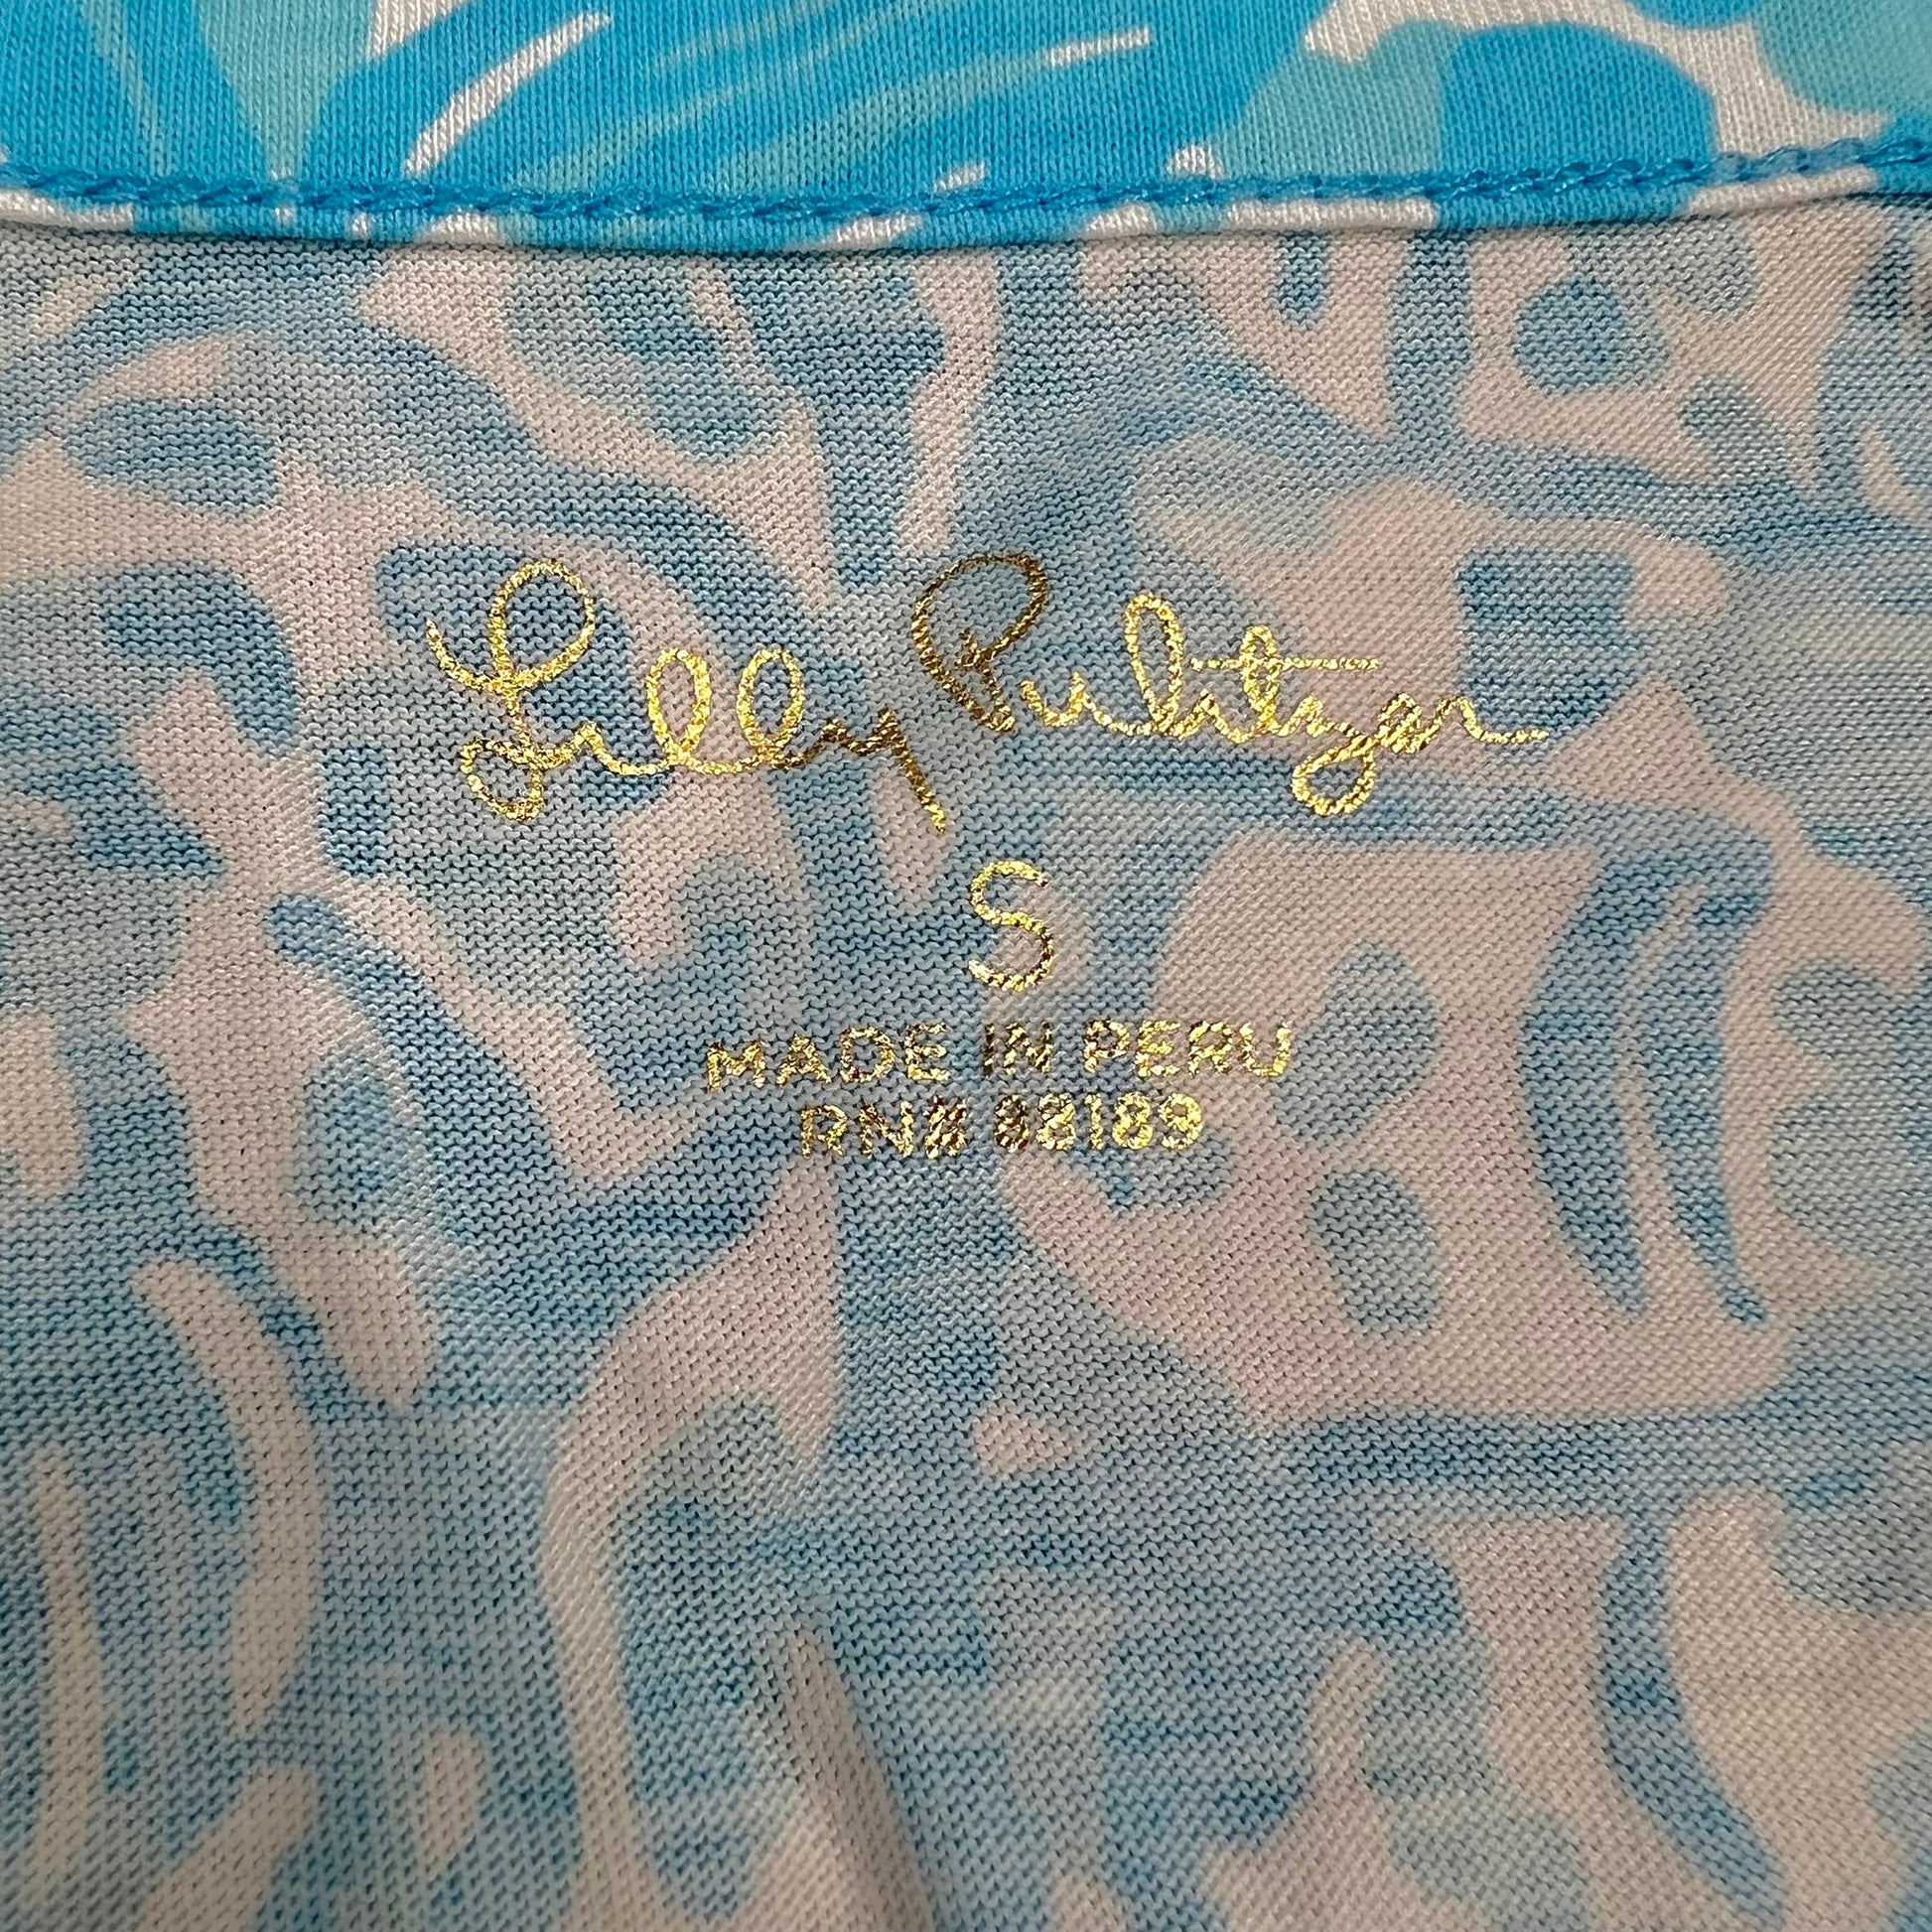 Lilly Pulitzer
S
MADE IN PERU
RN# 88189